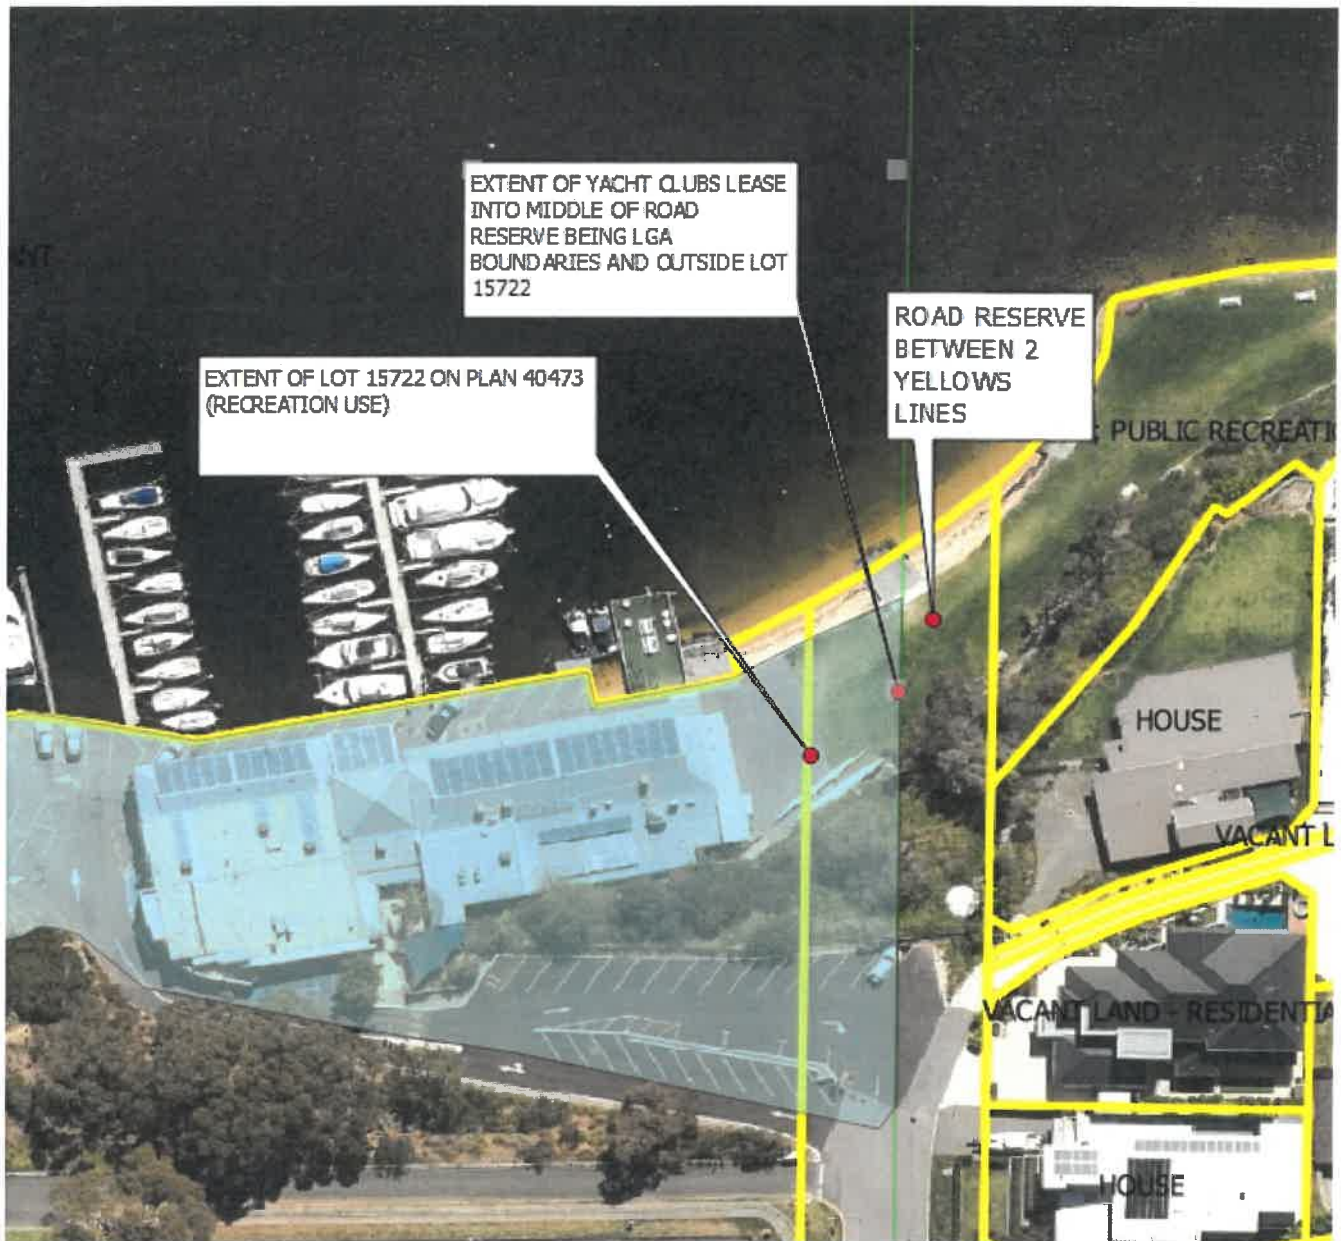 EXTENT OF YACHT CLUBS LEASE
INTO MIDDLE OF ROAD
RESERVE BEING LGA
BOUNDARIES AND OUTSIDE LOT
15722
ROAD RESERVE
BETWEEN 2
YELLOWS
LINES
EXTENT OF LOT 15722 ON PLAN 40473
(RECREATION USE)
PUBLIC RECREATI
HOUSE
VACANT L
VACANT LAND - RESIDENTIA
HOUSE